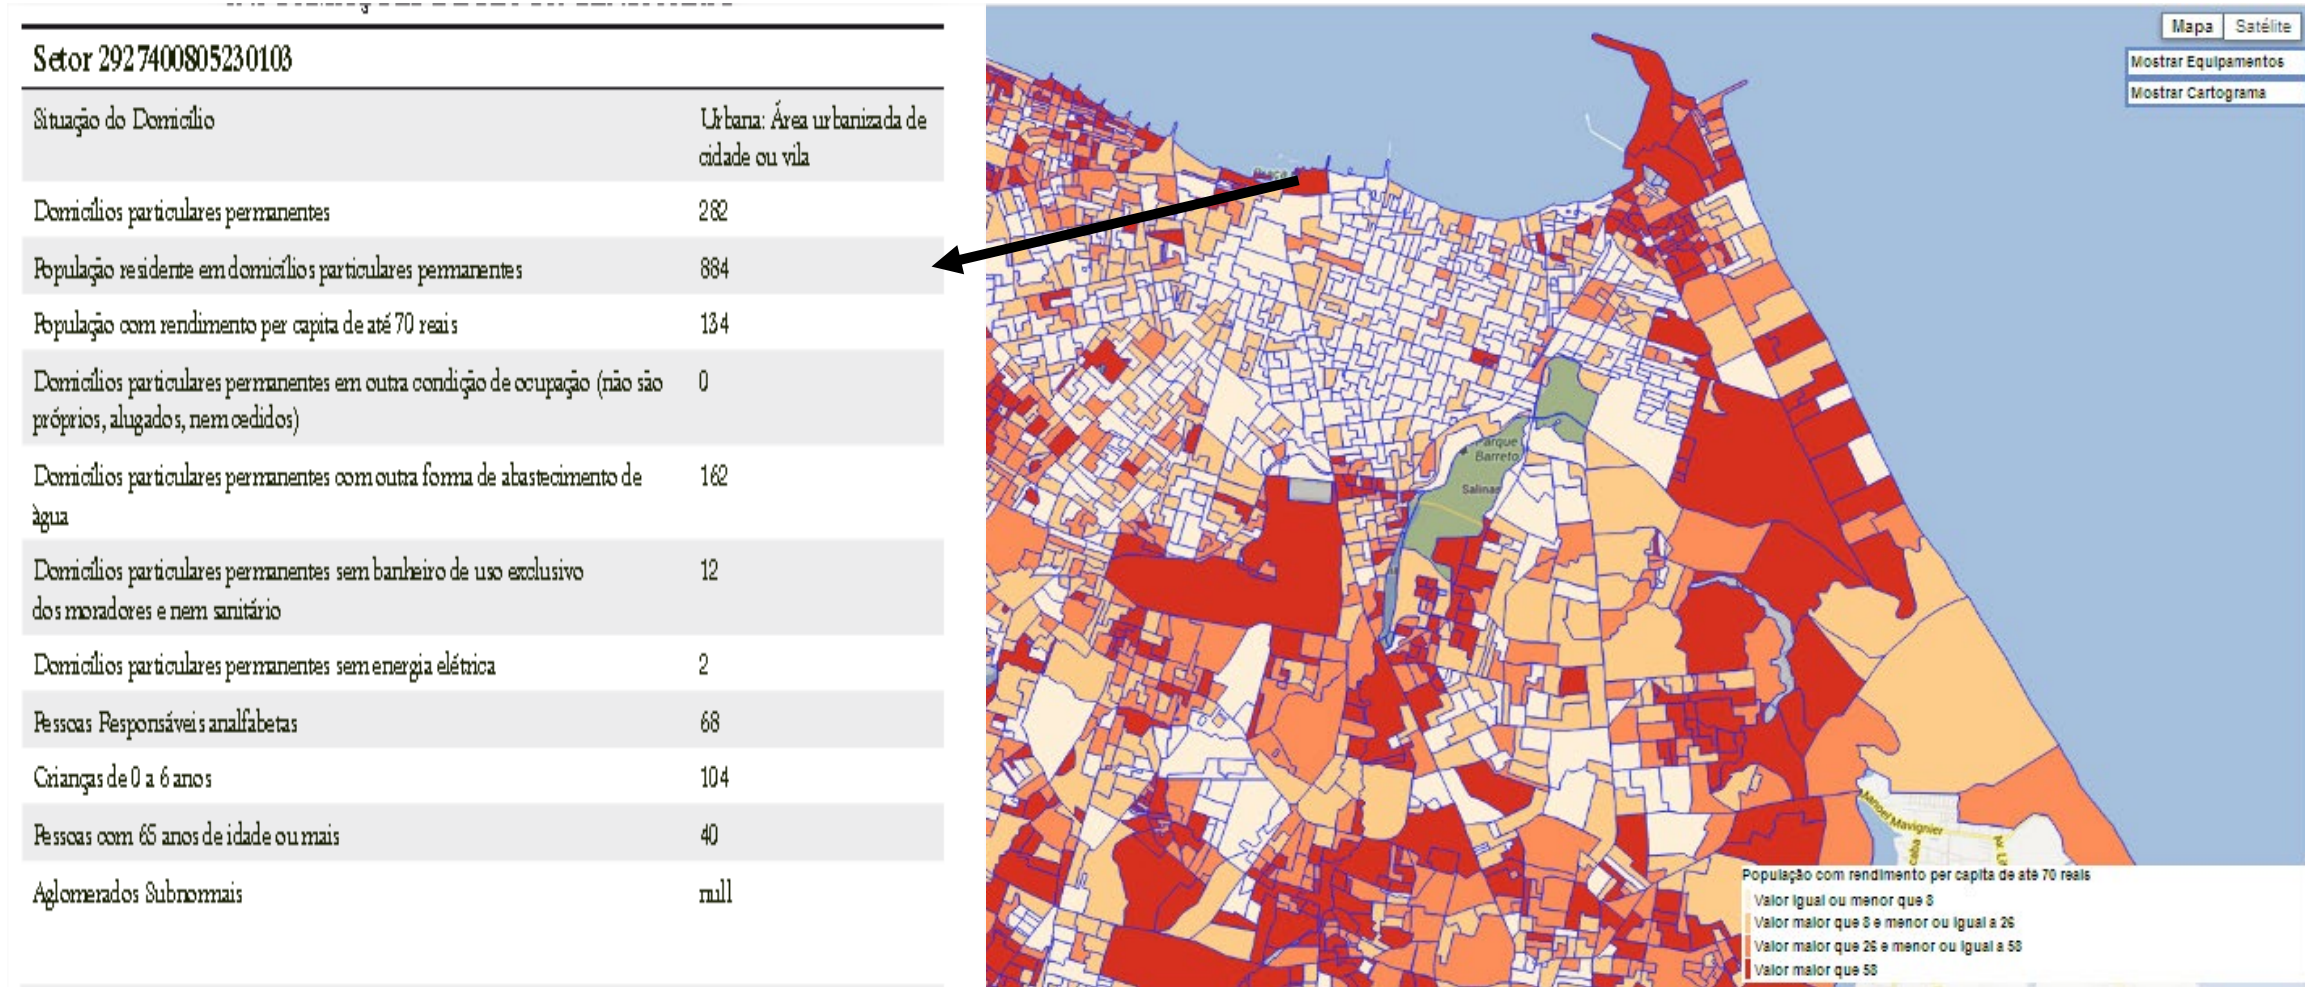 Setor 292740080523​0103
Situação do Domicílio
Urbana: Área urbanizada de
cidade ou vila
Domicílios particulares permanentes
282
População residente em domicílios particulares permanentes
884
População com rendimento per capita de até 70 reais
134
Domicílios particulares permanentes em outra condição de ocupação (não são
próprios, alugados, nem cedidos)
0
Domicílios particulares permanentes com outra forma de abastecimento de
àgua
162
Domicílios particulares permanentes sem banheiro de uso exclusivo
dos moradores e nem sanitário
12
Domicílios particulares permanentes sem energia elétrica
2
Pessoas Responsáveis analfabetas
68
Crianças de 0 a 6 anos
104
Pessoas com 65 anos de idade ou mais
40
Aglomerados Subnormais
null
Mapa
Satélite
Mostrar Equipamentos
Mostrar Cartograma
Parque
Barreto
Salinas
Manoel Mavignier
População com rendimento per capita de até 70 reais
Valor igual ou menor que 8
Valor maior que 8 e menor ou igual a 26
Valor maior que 26 e menor ou igual a 58
Valor maior que 58